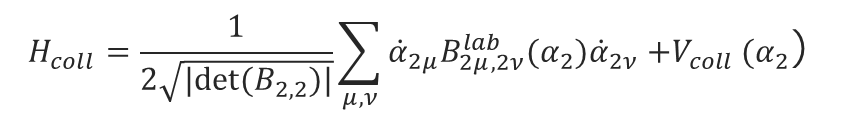 $H_{coll} = \frac{1}{2\sqrt{|\det(B_{2,2})|}} \sum_{\mu,\nu} \dot{\alpha}_{2\mu} B^{lab}_{2\mu,2\nu}(\alpha_2) \dot{\alpha}_{2\nu} + V_{coll}(\alpha_2)$